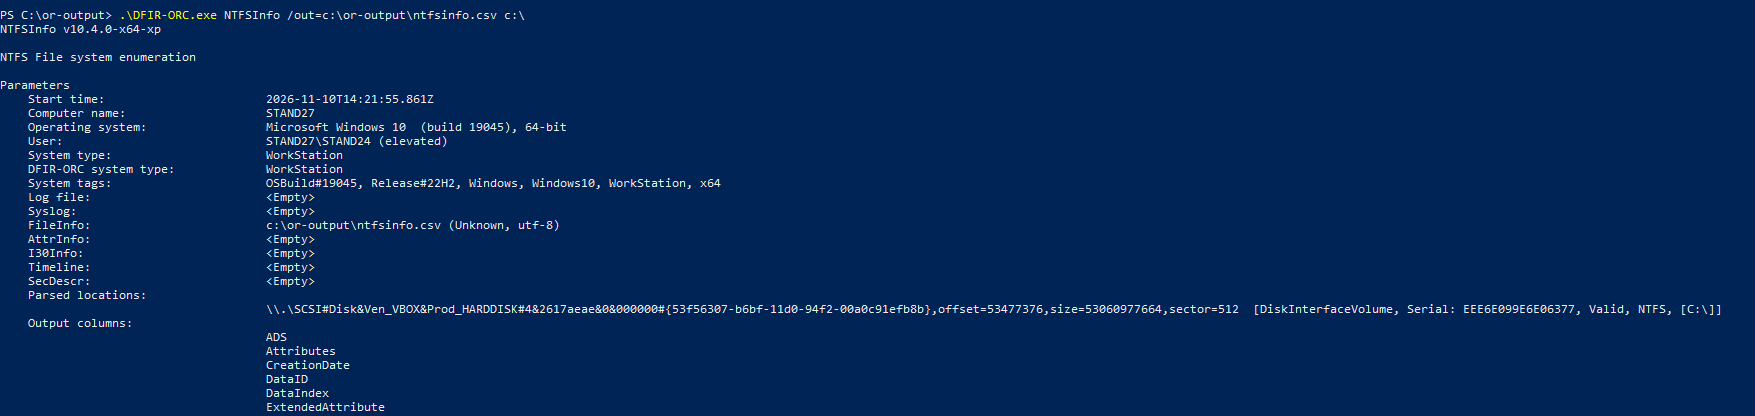 PS C:\or-output> .\DFIR-ORC.exe NTFSInfo /out=c:\or-output\ntfsinfo.csv c:\
NTFSInfo v10.4.0-x64-xp
NTFS File system enumeration
Parameters
Start time: 2026-11-10T14:21:55.861Z
Computer name: STAND27
Operating system: Microsoft Windows 10  (build 19045), 64-bit
User: STAND27\STAND24 (elevated)
System type: WorkStation
DFIR-ORC system type: WorkStation
System tags: OSBuild#19045, Release#22H2, Windows, Windows10, WorkStation, x64
Log file: <Empty>
Syslog: <Empty>
FileInfo: c:\or-output\ntfsinfo.csv (Unknown, utf-8)
AttrInfo: <Empty>
I30Info: <Empty>
Timeline: <Empty>
SecDescr: <Empty>
Parsed locations:
\\.\SCSI#Disk&Ven_VBOX&Prod_HARDDISK#4&2617aeae&0&000000#{53f56307-b6bf-11d0-94f2-00a0c91efb8b},offset=53477376,size=53060977664,sector=512  [DiskInterfaceVolume, Serial: EEE6E099E6E06377, Valid, NTFS, [C:\]]
Output columns:
ADS
Attributes
CreationDate
DataID
DataIndex
ExtendedAttribute